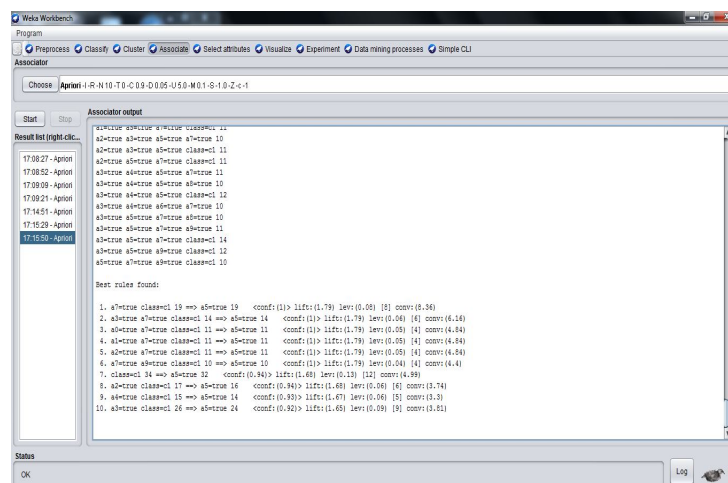 Weka Workbench
Program
Preprocess Classify Cluster Associate Select attributes Visualize Experiment Data mining processes Simple CLI
Associator
Choose Apriori -I -R -N 10 -T 0 -C 0.9 -D 0.05 -U 5.0 -M 0.1 -S -1.0 -Z -c -1
Start Stop
Associator output
Result list (right-clic...
17:08:27 - Apriori
17:08:52 - Apriori
17:09:09 - Apriori
17:09:21 - Apriori
17:14:51 - Apriori
17:15:29 - Apriori
17:15:50 - Apriori
a1=true a5=true a7=true class=c1 11
a2=true a3=true a5=true a7=true 10
a2=true a3=true a5=true class=c1 11
a2=true a5=true a7=true class=c1 11
a3=true a4=true a5=true a7=true 11
a3=true a4=true a5=true a8=true 10
a3=true a4=true a5=true class=c1 12
a3=true a4=true a6=true a7=true 10
a3=true a5=true a7=true a8=true 10
a3=true a5=true a7=true a9=true 11
a3=true a5=true a7=true class=c1 14
a3=true a5=true a9=true class=c1 12
a5=true a7=true a9=true class=c1 10
Best rules found:
1. a7=true class=c1 19 ==> a5=true 19 <conf:(1)> lift:(1.79) lev:(0.08) [8] conv:(8.36)
2. a3=true a7=true class=c1 14 ==> a5=true 14 <conf:(1)> lift:(1.79) lev:(0.06) [6] conv:(6.16)
3. a0=true a7=true class=c1 11 ==> a5=true 11 <conf:(1)> lift:(1.79) lev:(0.05) [4] conv:(4.84)
4. a1=true a7=true class=c1 11 ==> a5=true 11 <conf:(1)> lift:(1.79) lev:(0.05) [4] conv:(4.84)
5. a2=true a7=true class=c1 11 ==> a5=true 11 <conf:(1)> lift:(1.79) lev:(0.05) [4] conv:(4.84)
6. a7=true a9=true class=c1 10 ==> a5=true 10 <conf:(1)> lift:(1.79) lev:(0.04) [4] conv:(4.4)
7. class=c1 34 ==> a5=true 32 <conf:(0.94)> lift:(1.68) lev:(0.13) [12] conv:(4.99)
8. a2=true class=c1 17 ==> a5=true 16 <conf:(0.94)> lift:(1.68) lev:(0.06) [6] conv:(3.74)
9. a4=true class=c1 15 ==> a5=true 14 <conf:(0.93)> lift:(1.67) lev:(0.06) [5] conv:(3.3)
10. a3=true class=c1 26 ==> a5=true 24 <conf:(0.92)> lift:(1.65) lev:(0.09) [9] conv:(3.81)
Status
OK
Log